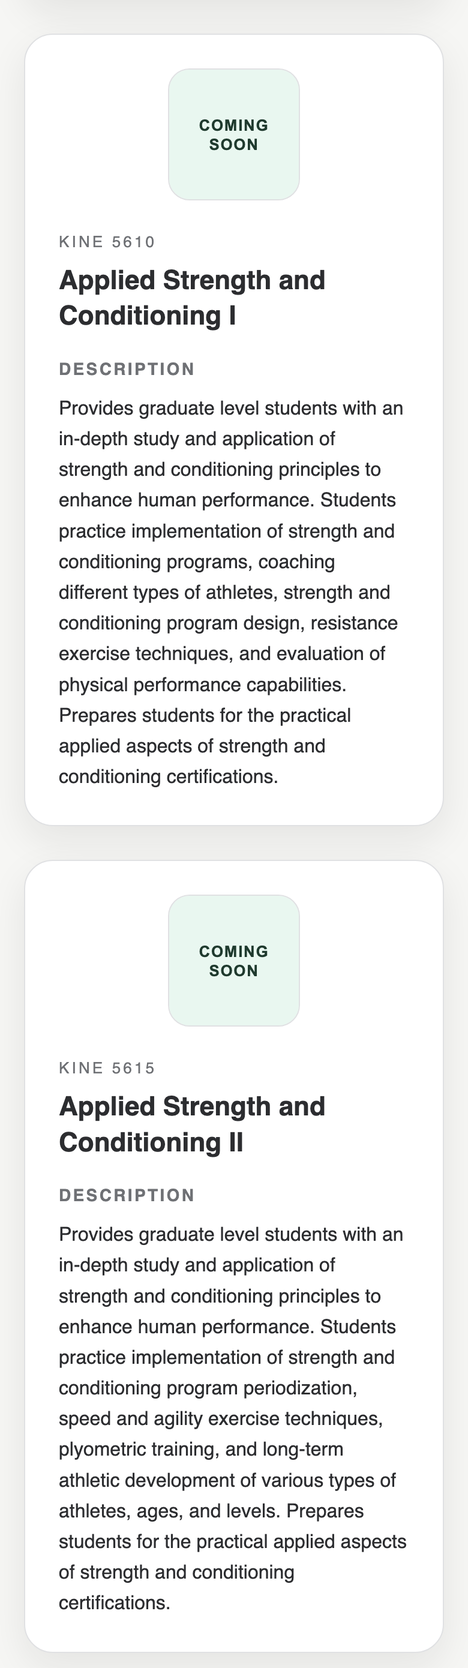 COMING
SOON
KINE 5610
Applied Strength and
Conditioning I
DESCRIPTION
Provides graduate level students with an
in-depth study and application of
strength and conditioning principles to
enhance human performance. Students
practice implementation of strength and
conditioning programs, coaching
different types of athletes, strength and
conditioning program design, resistance
exercise techniques, and evaluation of
physical performance capabilities.
Prepares students for the practical
applied aspects of strength and
conditioning certifications.
COMING
SOON
KINE 5615
Applied Strength and
Conditioning II
DESCRIPTION
Provides graduate level students with an
in-depth study and application of
strength and conditioning principles to
enhance human performance. Students
practice implementation of strength and
conditioning program periodization,
speed and agility exercise techniques,
plyometric training, and long-term
athletic development of various types of
athletes, ages, and levels. Prepares
students for the practical applied aspects
of strength and conditioning
certifications.